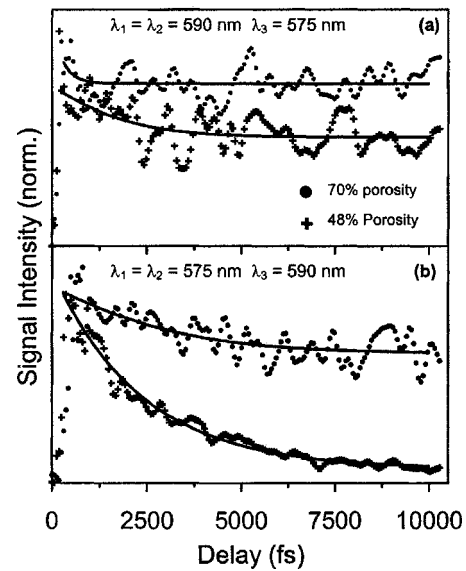 λ₁ = λ₂ = 590 nm λ₃ = 575 nm (a)
70% porosity
48% Porosity
λ₁ = λ₂ = 575 nm λ₃ = 590 nm (b)
Signal Intensity (norm.)
0 2500 5000 7500 10000
Delay (fs)